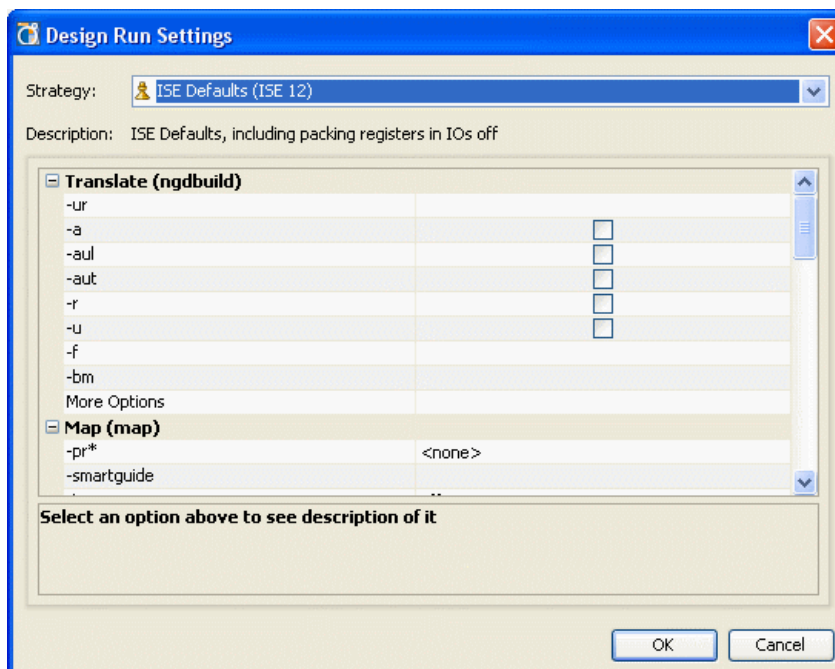 Design Run Settings
Strategy: ISE Defaults (ISE 12)
Description: ISE Defaults, including packing registers in IOs off
Translate (ngdbuild)
-ur
-a
-aul
-aut
-r
-u
-f
-bm
More Options
Map (map)
-pr* <none>
-smartguide
Select an option above to see description of it
OK Cancel